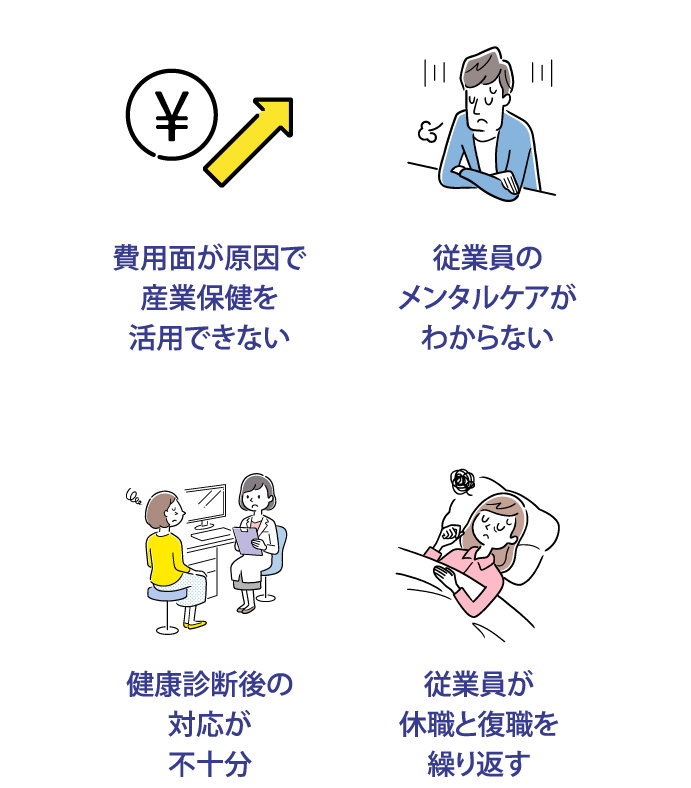 ¥
費用面が原因で
産業保健を
活用できない
従業員の
メンタルケアが
わからない
健康診断後の
対応が
不十分
従業員が
休職と復職を
繰り返す